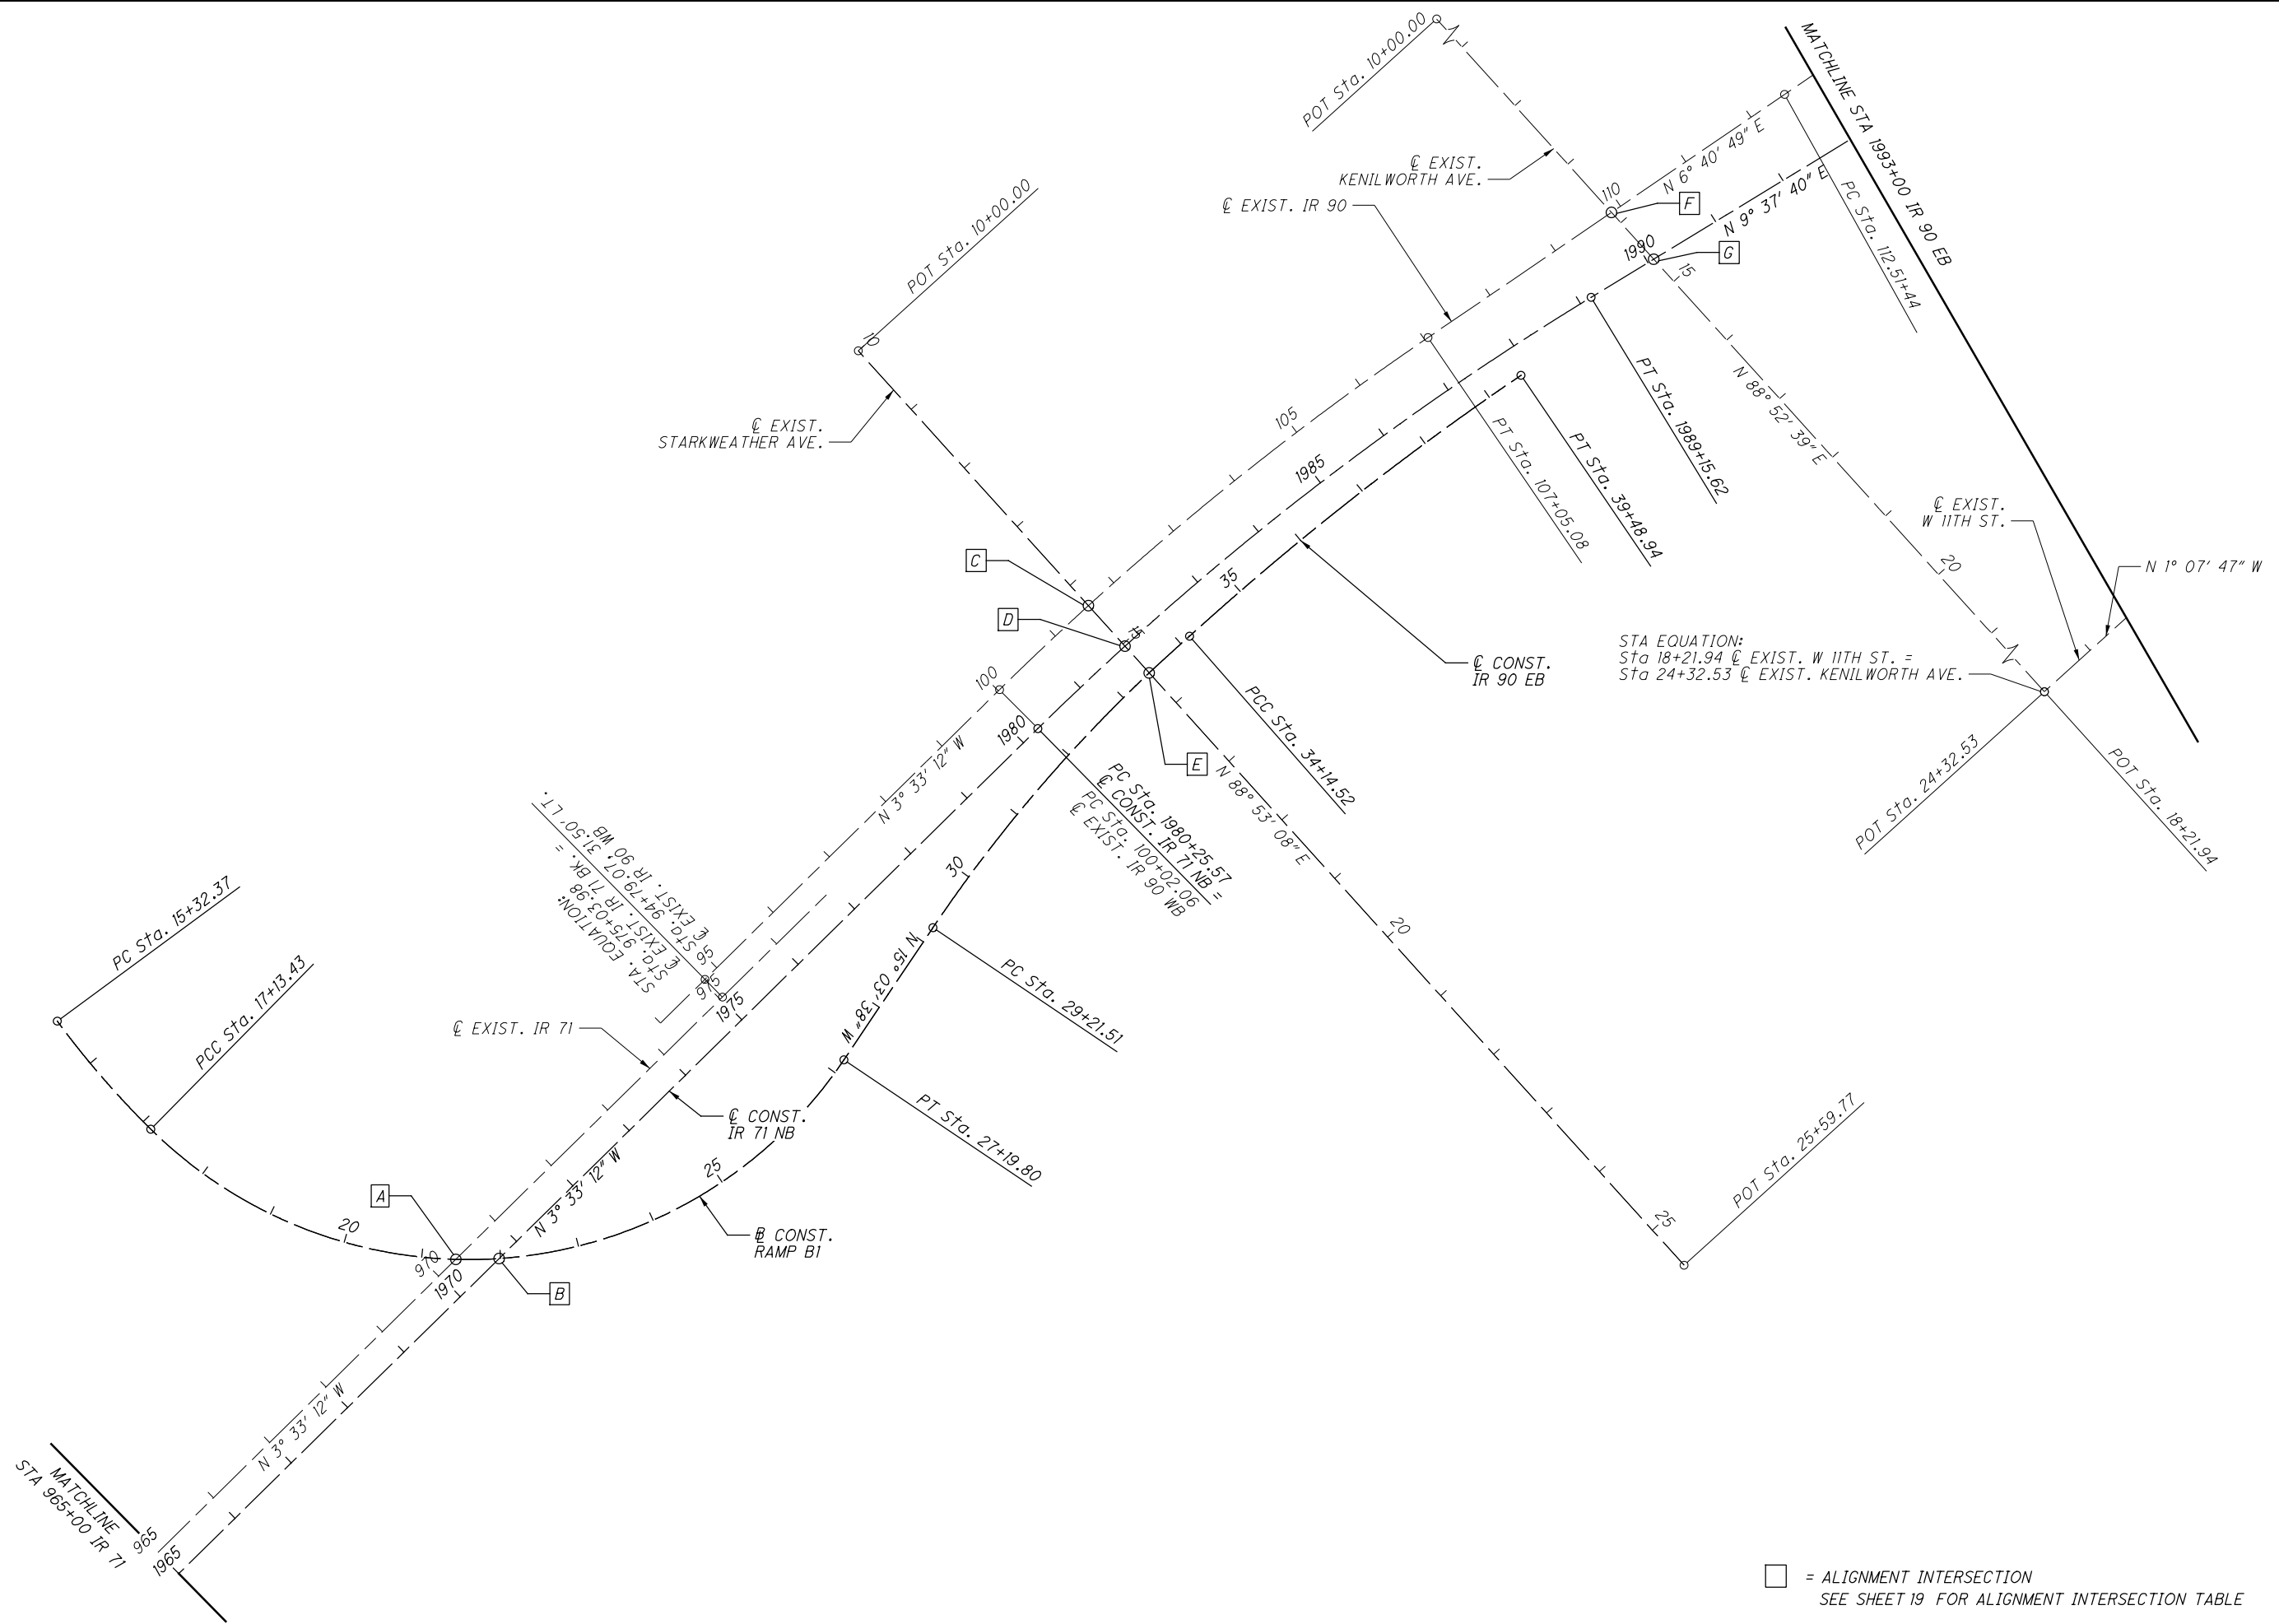 POT Sta. 10+00.00
MATCHLINE STA 1993+00 IR 90 EB
℄ EXIST.
KENILWORTH AVE.
℄ EXIST. IR 90
110
N 6° 40' 49" E
F
N 9° 37' 40" E
PC Sta. 112.51+44
1990
G
15
POT Sta. 10+00.00
10
℄ EXIST.
STARKWEATHER AVE.
105
1985
PT Sta. 107+05.08
PT Sta. 39+48.94
PT Sta. 1989+15.62
N 88° 52' 39" E
℄ EXIST.
W 11TH ST.
20
N 1° 07' 47" W
C
D
15
35
℄ CONST.
IR 90 EB
STA EQUATION:
Sta 18+21.94 ℄ EXIST. W 11TH ST. =
Sta 24+32.53 ℄ EXIST. KENILWORTH AVE.
POT Sta. 24+32.53
POT Sta. 18+21.94
100
1980
N 3° 33' 12" W
E
PCC Sta. 34+14.52
PC Sta. 1980+25.57
℄ CONST. IR 71 NB =
PC Sta. 100+02.06
℄ EXIST. IR 90 WB
N 88° 53' 08" E
20
25
POT Sta. 25+59.77
STA. EQUATION:
Sta. 975+03.98
℄ EXIST. IR 71 BK. =
Sta. 94+79.07, 31.50' LT.
℄ EXIST. IR 90 WB
95
975
1975
30
N 15° 03' 38" W
PC Sta. 29+21.51
PT Sta. 27+19.80
PC Sta. 15+32.37
PCC Sta. 17+13.43
℄ EXIST. IR 71
℄ CONST.
IR 71 NB
25
N 3° 33' 12" W
A
20
970
1970
B
℄ CONST.
RAMP B1
N 3° 33' 12" W
MATCHLINE
STA 965+00 IR 71
965
1965
= ALIGNMENT INTERSECTION
SEE SHEET 19 FOR ALIGNMENT INTERSECTION TABLE